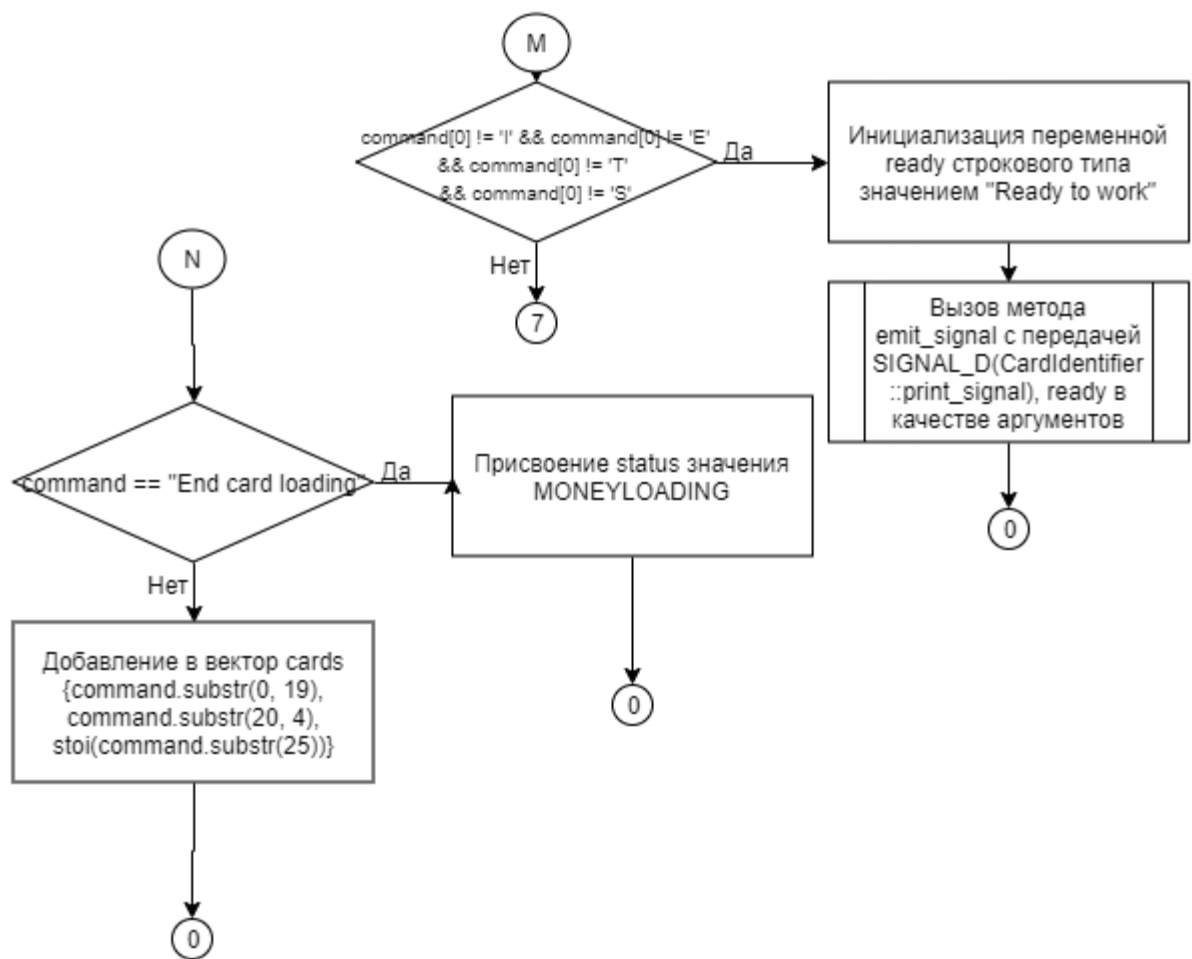 M
command[0] != 'I' && command[0] != 'E'
&& command[0] != 'T'
&& command[0] != 'S'
Да
Нет
7
Инициализация переменной
ready строкового типа
значением "Ready to work"
Вызов метода
emit_signal с передачей
SIGNAL_D(CardIdentifier
::print_signal), ready в
качестве аргументов
0
N
command == "End card loading"
Да
Нет
Присвоение status значения
MONEYLOADING
0
Добавление в вектор cards
{command.substr(0, 19),
command.substr(20, 4),
stoi(command.substr(25))}
0